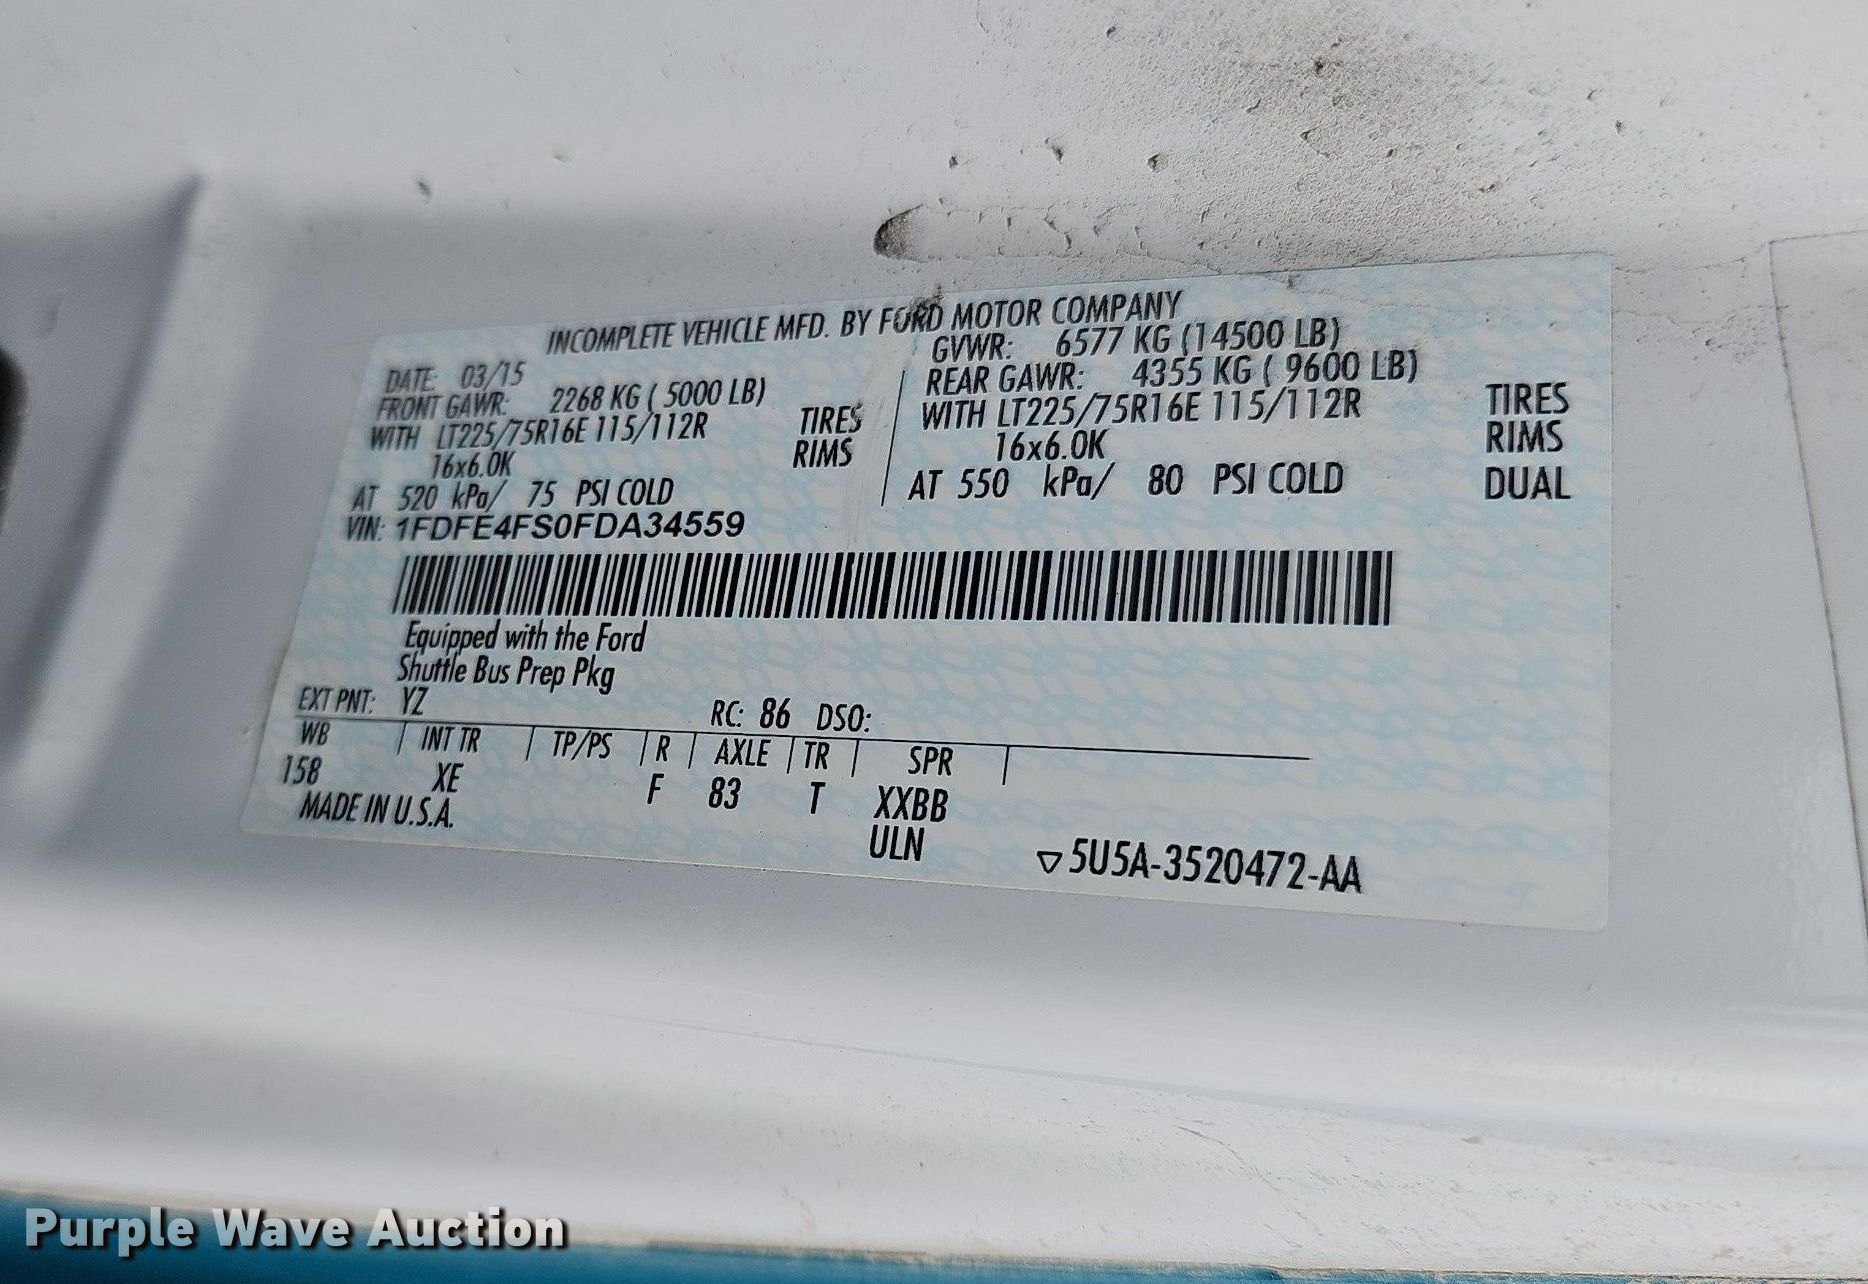 INCOMPLETE VEHICLE MFD. BY FORD MOTOR COMPANY
DATE: 03/15
GVWR: 6577 KG (14500 LB)
FRONT GAWR: 2268 KG ( 5000 LB)
REAR GAWR: 4355 KG ( 9600 LB)
WITH LT225/75R16E 115/112R TIRES
WITH LT225/75R16E 115/112R TIRES
16x6.0K RIMS
16x6.0K RIMS
AT 520 kPa/ 75 PSI COLD
AT 550 kPa/ 80 PSI COLD DUAL
VIN: 1FDFE4FS0FDA34559
Equipped with the Ford
Shuttle Bus Prep Pkg
EXT PNT: YZ RC: 86 DSO:
WB INT TR TP/PS R AXLE TR SPR
158 XE F 83 T XXBB
MADE IN U.S.A. ULN
5U5A-3520472-AA
Purple Wave Auction